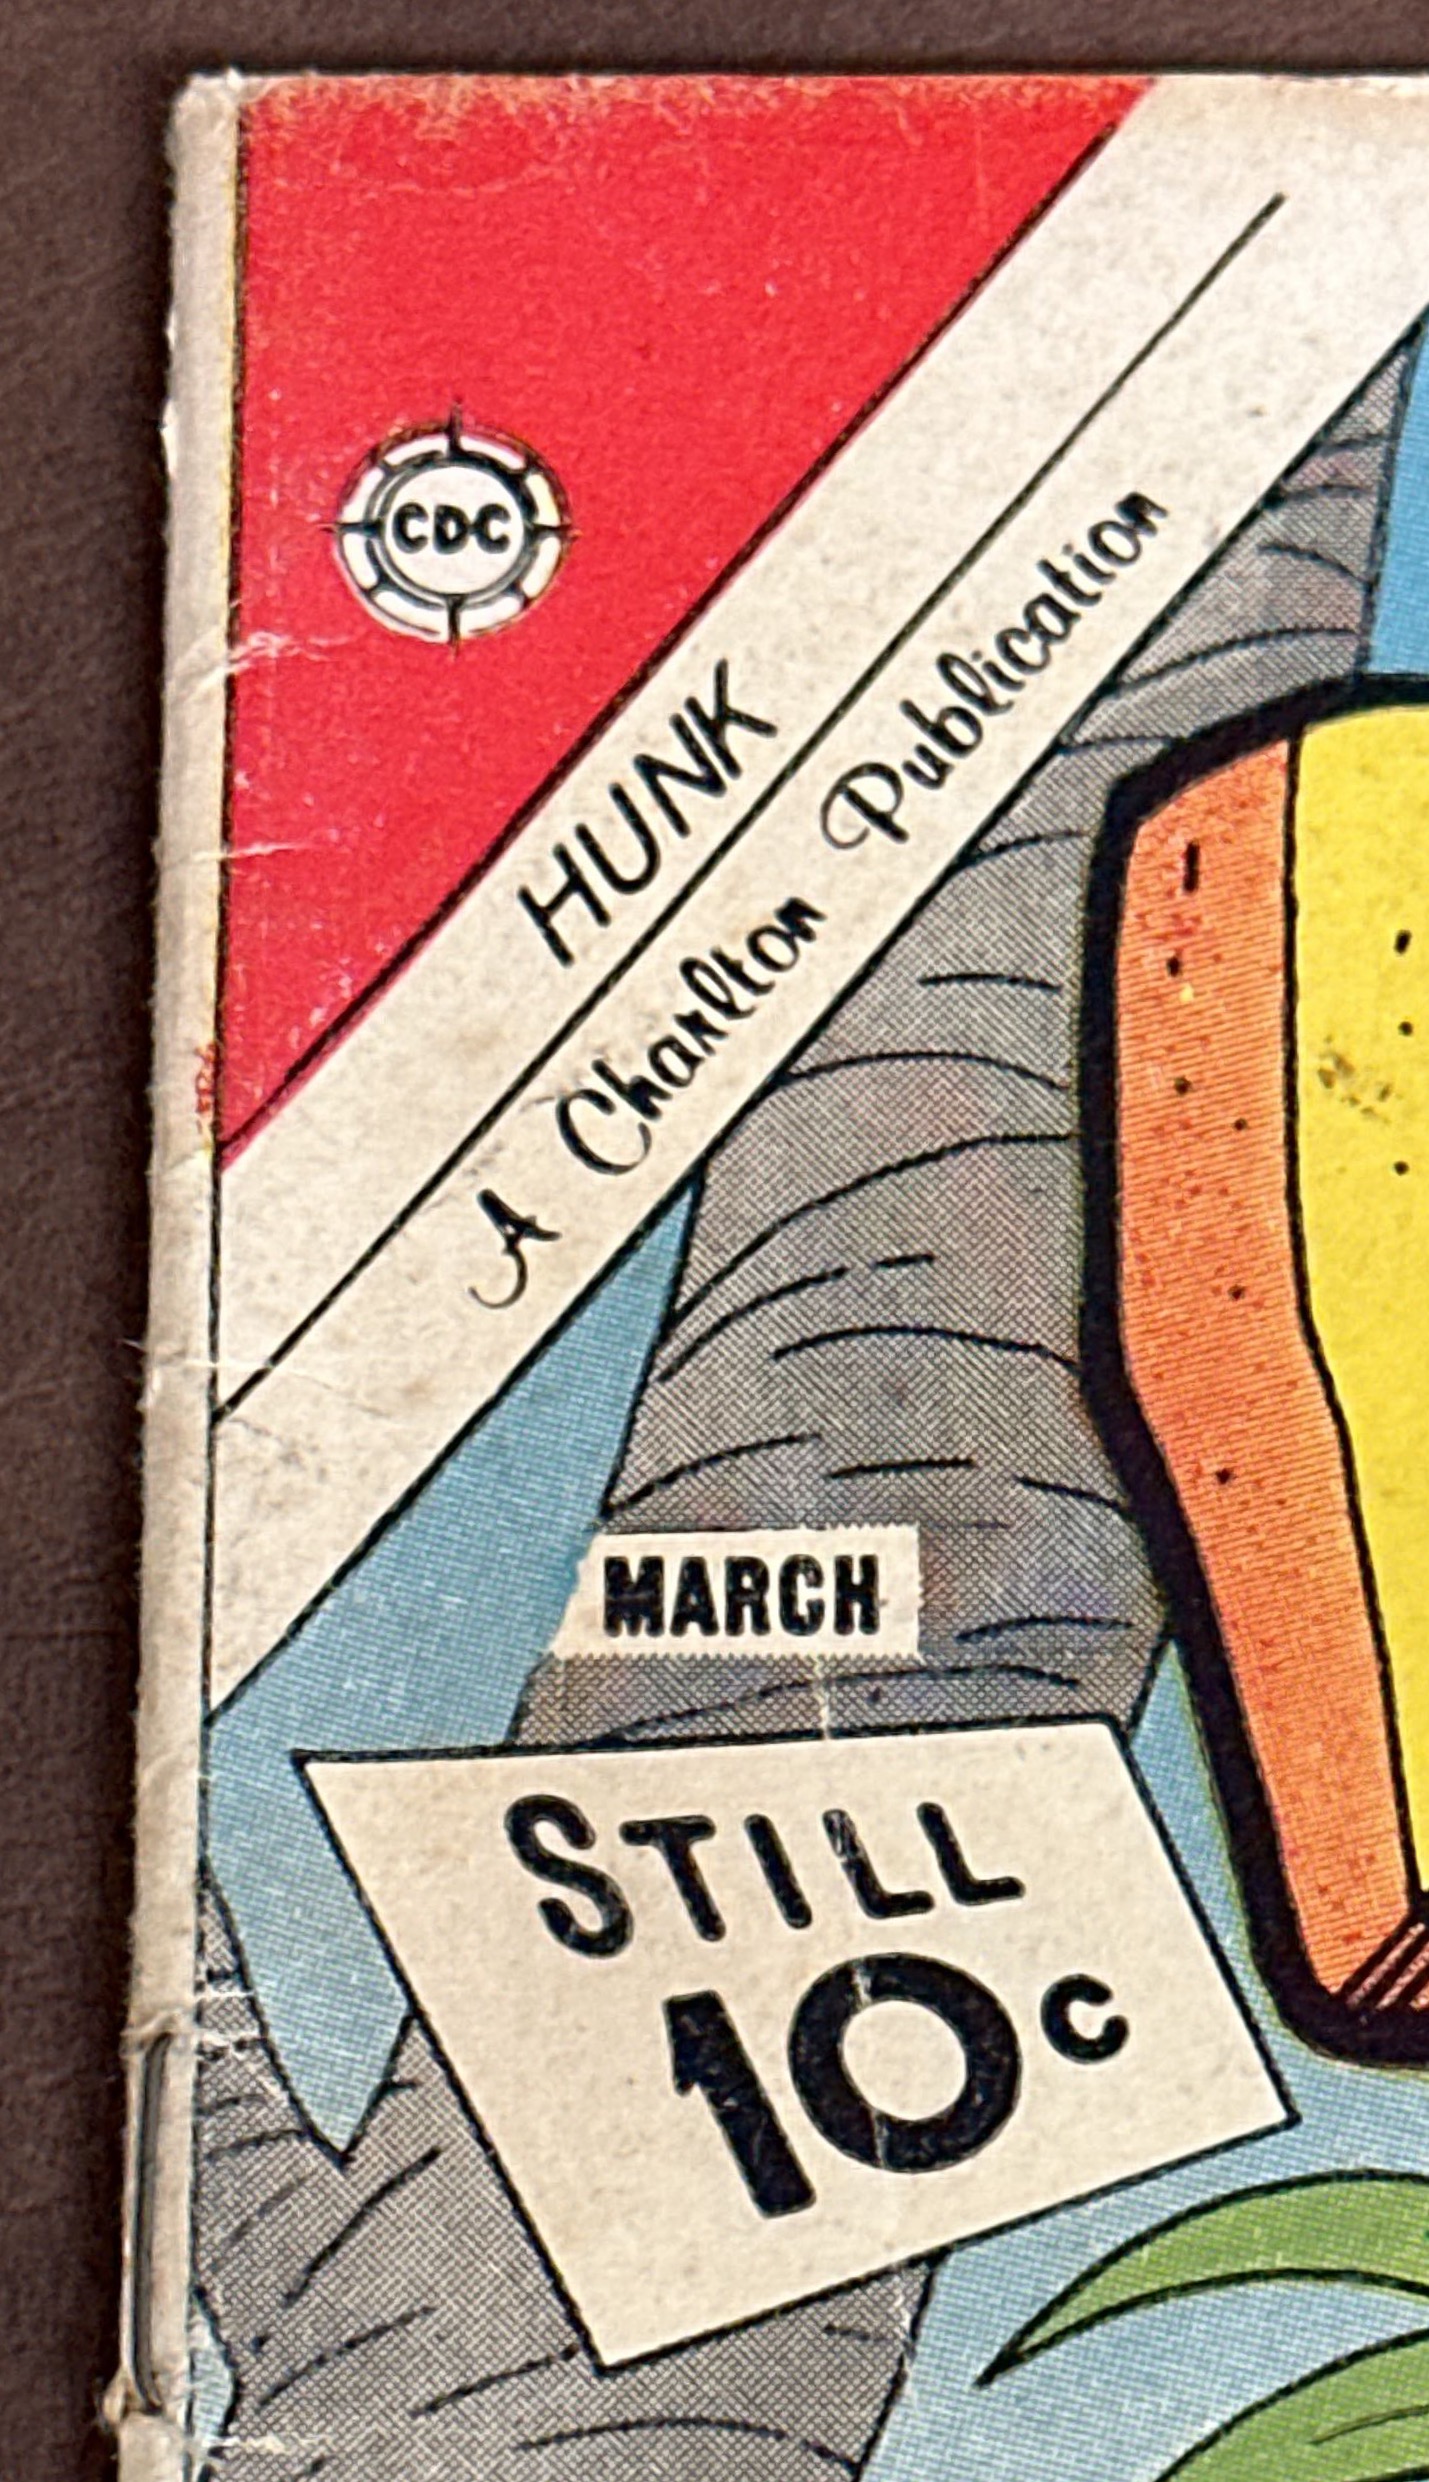 CDC
HUNK
A Charlton Publication
MARCH
STILL
10c